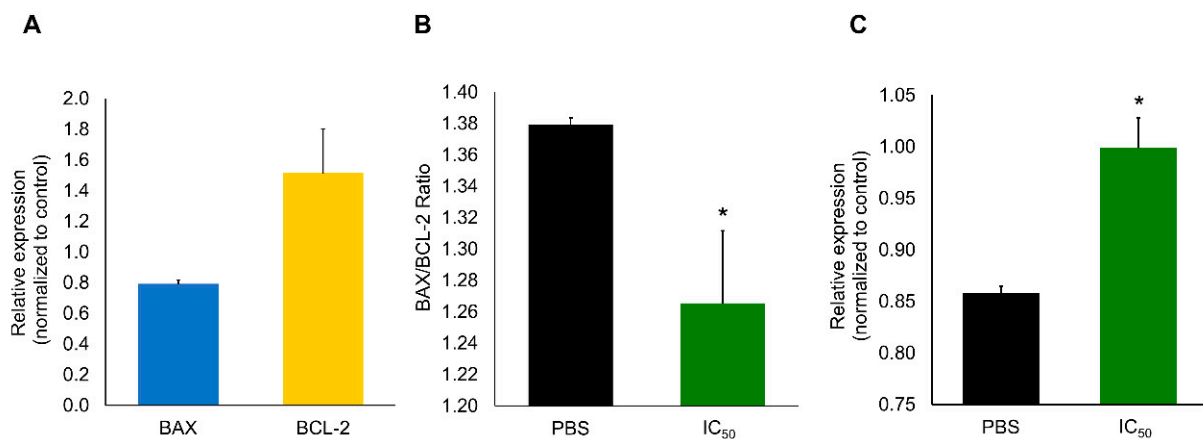 A
Relative expression
(normalized to control)
2.0
1.8
1.6
1.4
1.2
1.0
0.8
0.6
0.4
0.2
0.0
BAX
BCL-2
B
BAX/BCL-2 Ratio
1.40
1.38
1.36
1.34
1.32
1.30
1.28
1.26
1.24
1.22
1.20
*
PBS
IC₅₀
C
Relative expression
(normalized to control)
1.05
1.00
0.95
0.90
0.85
0.80
0.75
*
PBS
IC₅₀